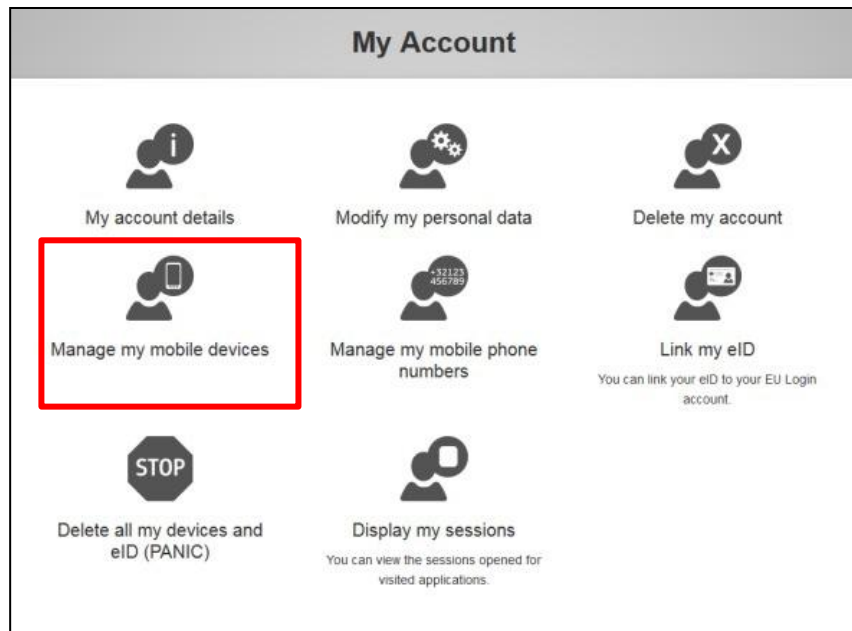 My Account
i
X
My account details
Modify my personal data
Delete my account
+32123
456789
Manage my mobile devices
Manage my mobile phone
numbers
Link my eID
You can link your eID to your EU Login
account.
STOP
Delete all my devices and
eID (PANIC)
Display my sessions
You can view the sessions opened for
visited applications.